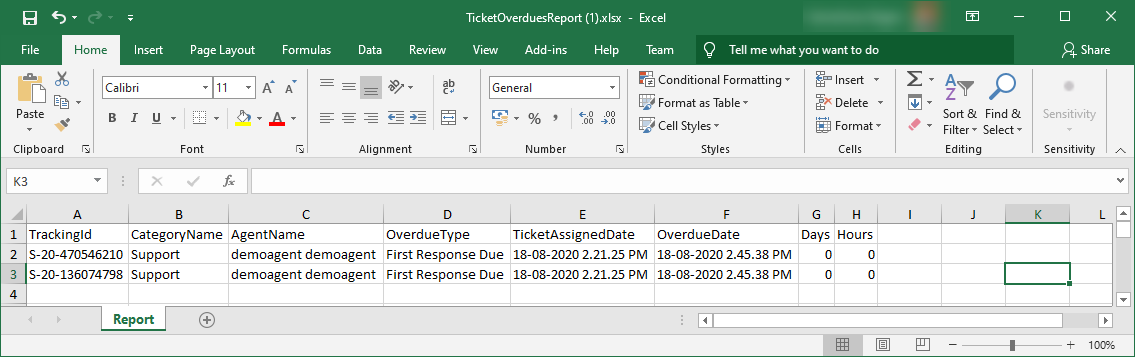 TicketOverduesReport (1).xlsx - Excel
File Home Insert Page Layout Formulas Data Review View Add-ins Help Team Tell me what you want to do Share
Calibri 11 General Conditional Formatting Insert
Paste Format as Table Delete Sort & Find & Sensitivity
B I U A Cell Styles Format Filter Select
Clipboard Font Alignment Number Styles Cells Editing Sensitivity
K3 fx
A B C D E F G H I J K L
1 TrackingId CategoryName AgentName OverdueType TicketAssignedDate OverdueDate Days Hours
2 S-20-470546210 Support demoagent demoagent First Response Due 18-08-2020 2.21.25 PM 18-08-2020 2.45.38 PM 0 0
3 S-20-136074798 Support demoagent demoagent First Response Due 18-08-2020 2.21.25 PM 18-08-2020 2.45.38 PM 0 0
4
Report
100%